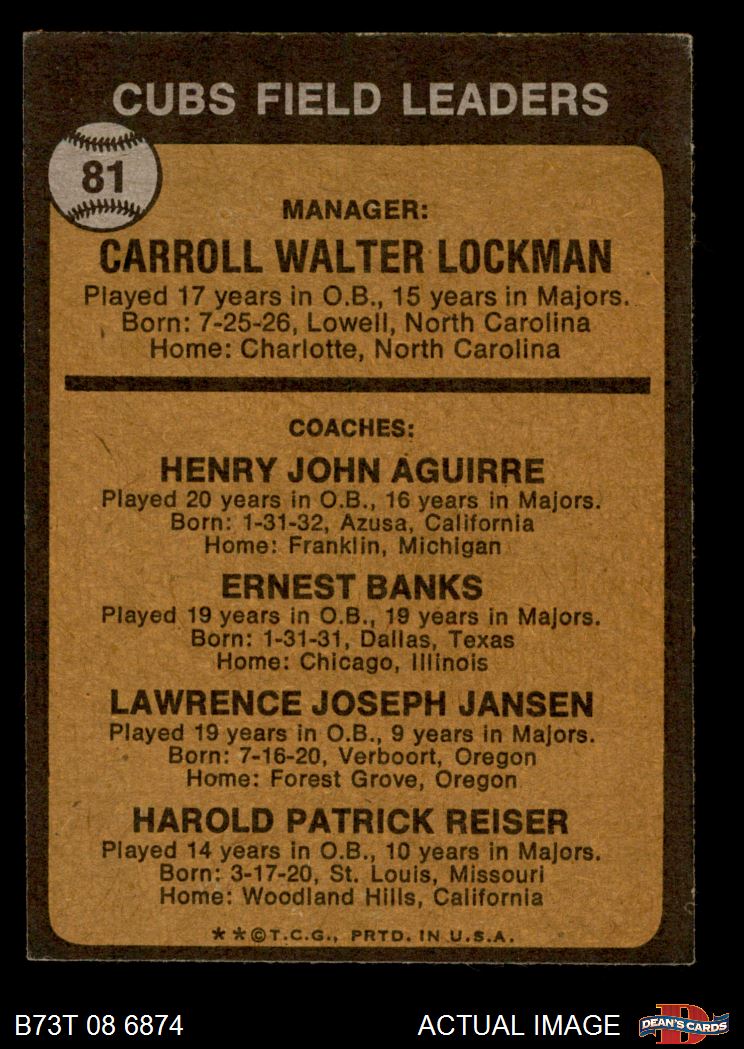 CUBS FIELD LEADERS
81
MANAGER:
CARROLL WALTER LOCKMAN
Played 17 years in O.B., 15 years in Majors.
Born: 7-25-26, Lowell, North Carolina
Home: Charlotte, North Carolina
COACHES:
HENRY JOHN AGUIRRE
Played 20 years in O.B., 16 years in Majors.
Born: 1-31-32, Azusa, California
Home: Franklin, Michigan
ERNEST BANKS
Played 19 years in O.B., 19 years in Majors.
Born: 1-31-31, Dallas, Texas
Home: Chicago, Illinois
LAWRENCE JOSEPH JANSEN
Played 19 years in O.B., 9 years in Majors.
Born: 7-16-20, Verboort, Oregon
Home: Forest Grove, Oregon
HAROLD PATRICK REISER
Played 14 years in O.B., 10 years in Majors.
Born: 3-17-20, St. Louis, Missouri
Home: Woodland Hills, California
**©T.C.G., PRTD. IN U.S.A.
B73T 08 6874
ACTUAL IMAGE
D
DEAN'S CARDS